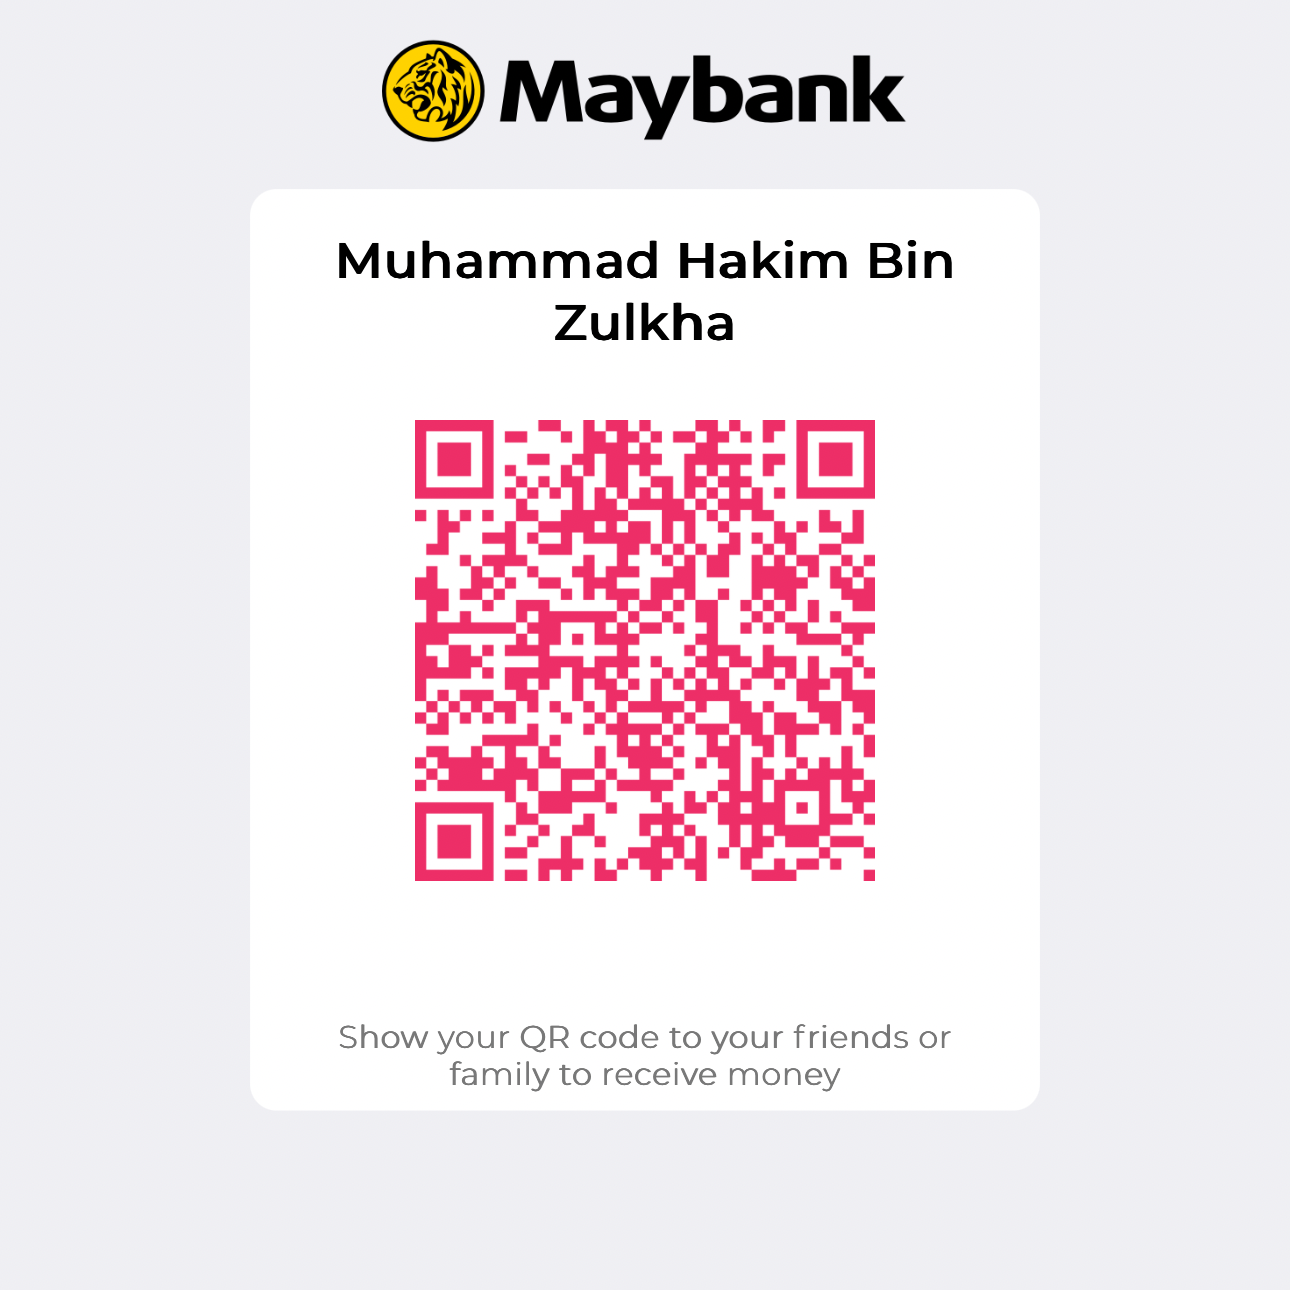 Maybank
Muhammad Hakim Bin
Zulkha
Show your QR code to your friends or
family to receive money